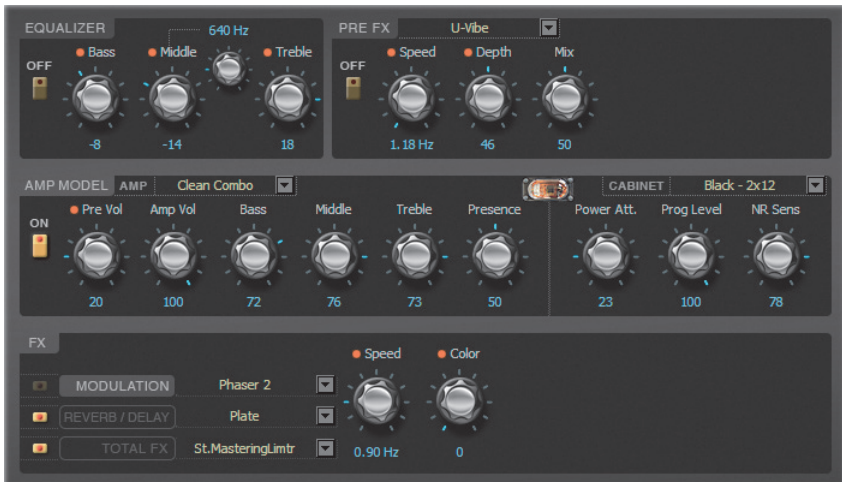 EQUALIZER 640 Hz
OFF Bass Middle Treble
-8 -14 18
PRE FX U-Vibe
OFF Speed Depth Mix
1.18 Hz 46 50
AMP MODEL AMP Clean Combo CABINET Black - 2x12
ON Pre Vol Amp Vol Bass Middle Treble Presence Power Att. Prog Level NR Sens
20 100 72 76 73 50 23 100 78
FX
Speed Color
MODULATION Phaser 2
REVERB / DELAY Plate
TOTAL FX St.MasteringLimtr
0.90 Hz 0